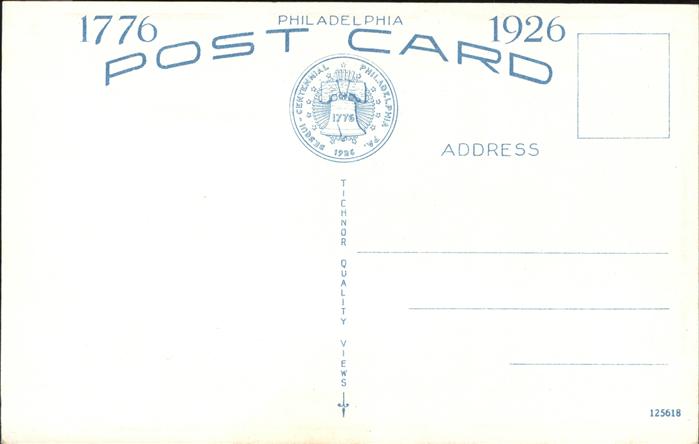 PHILADELPHIA
1776 1926
POST CARD
SESQUI-CENTENNIAL PHILADELPHIA PA.
1776
1926
ADDRESS
TICHNOR QUALITY VIEWS
125618